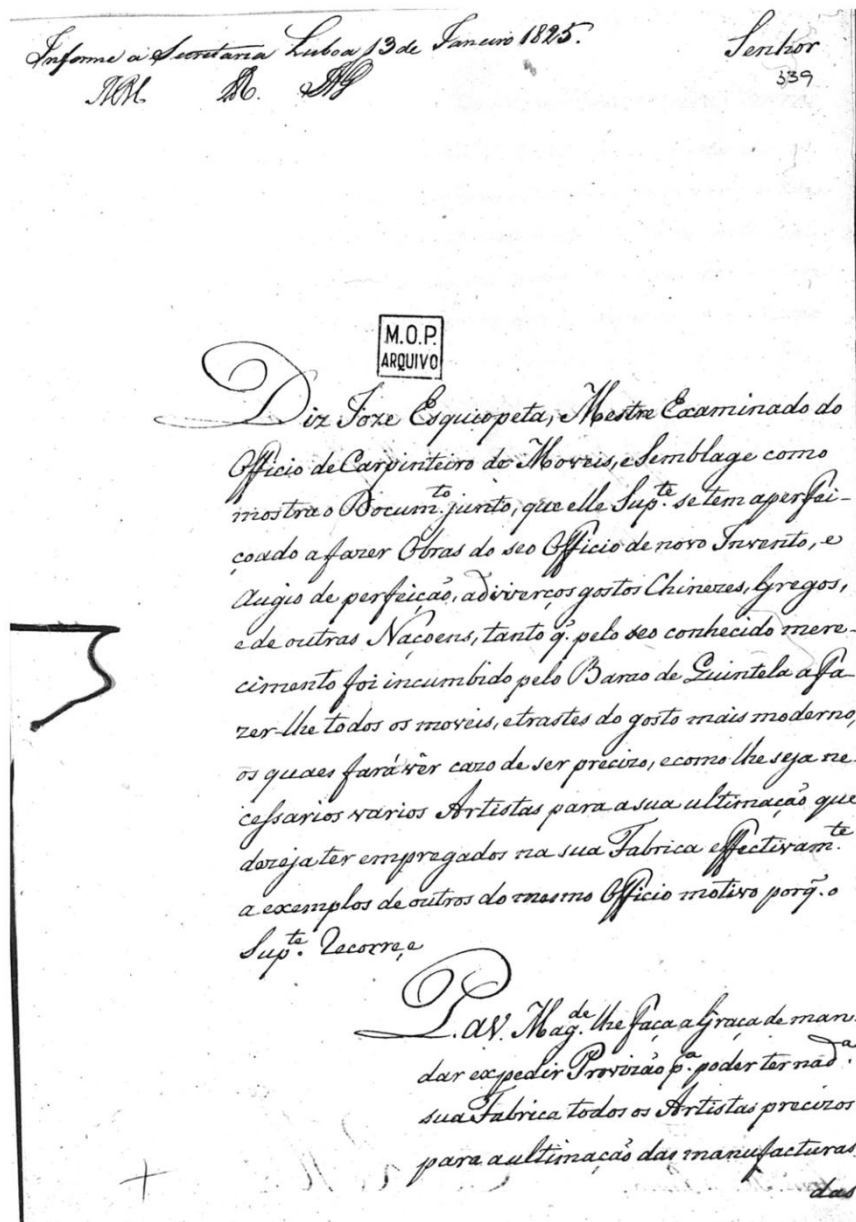 Informe a Secretaria Lisboa 13 de Janeiro 1825.
Senhor
339
M.O.P.
ARQUIVO
Diz Joze Esquiopeta, Mestre Examinado do
Officio de Carpinteiro de Moveis, e Semblage como
mostra o Docum.to junto, que elle Sup.te se tem aperfei-
çoado a fazer Obras do seo Officio de novo Invento, e
Augio de perfeição, a diverços gostos Chinezes, Gregos,
e de outras Naçoens, tanto q.' pelo seo conhecido mere-
cimento foi incumbido pelo Barao de Quintela a fa-
zer-lhe todos os moveis, e trastes do gosto mais moderno,
os quaes fará vêr cazo de ser precizo, e como lhe seja ne-
cessarios varios Artistas para a sua ultimação que
dezeja ter empregados na sua Fabrica effectivam.te
a exemplos de outros do mesmo Officio motivo porq.' o
Sup.te Recorre, e
P. a V. Mag.de lhe faça a Graça de man-
dar expedir Provizão p.a poder ter na d.a
sua Fabrica todos os Artistas precizos
para a ultimação das manufacturas
das